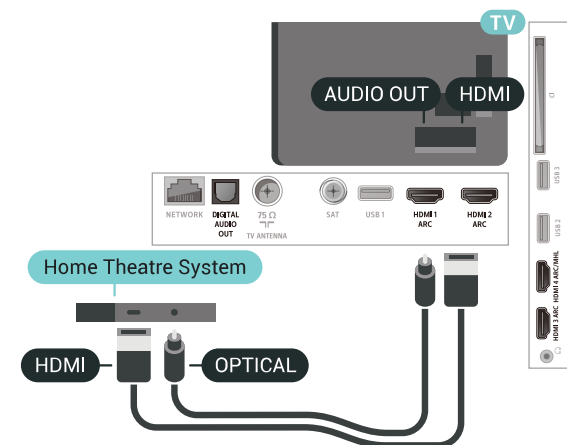 TV
AUDIO OUT
HDMI
CI
USB 3
USB 2
HDMI 4 ARC/MHL
HDMI 3 ARC
NETWORK
DIGITAL
AUDIO
OUT
75 Ω
TV ANTENNA
SAT
USB 1
HDMI 1
ARC
HDMI 2
ARC
Home Theatre System
HDMI
OPTICAL